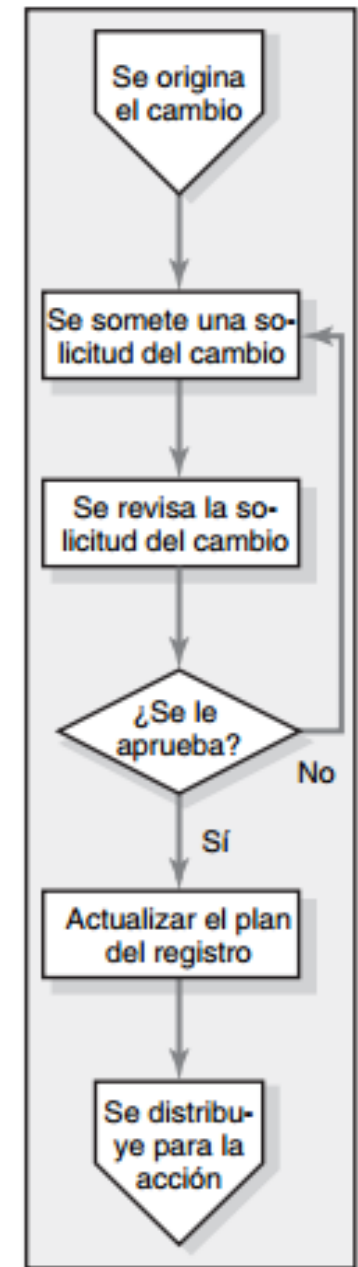 Se origina
el cambio
Se somete una so-
licitud del cambio
Se revisa la so-
licitud del cambio
¿Se le
aprueba?
No
Sí
Actualizar el plan
del registro
Se distribu-
ye para la
acción